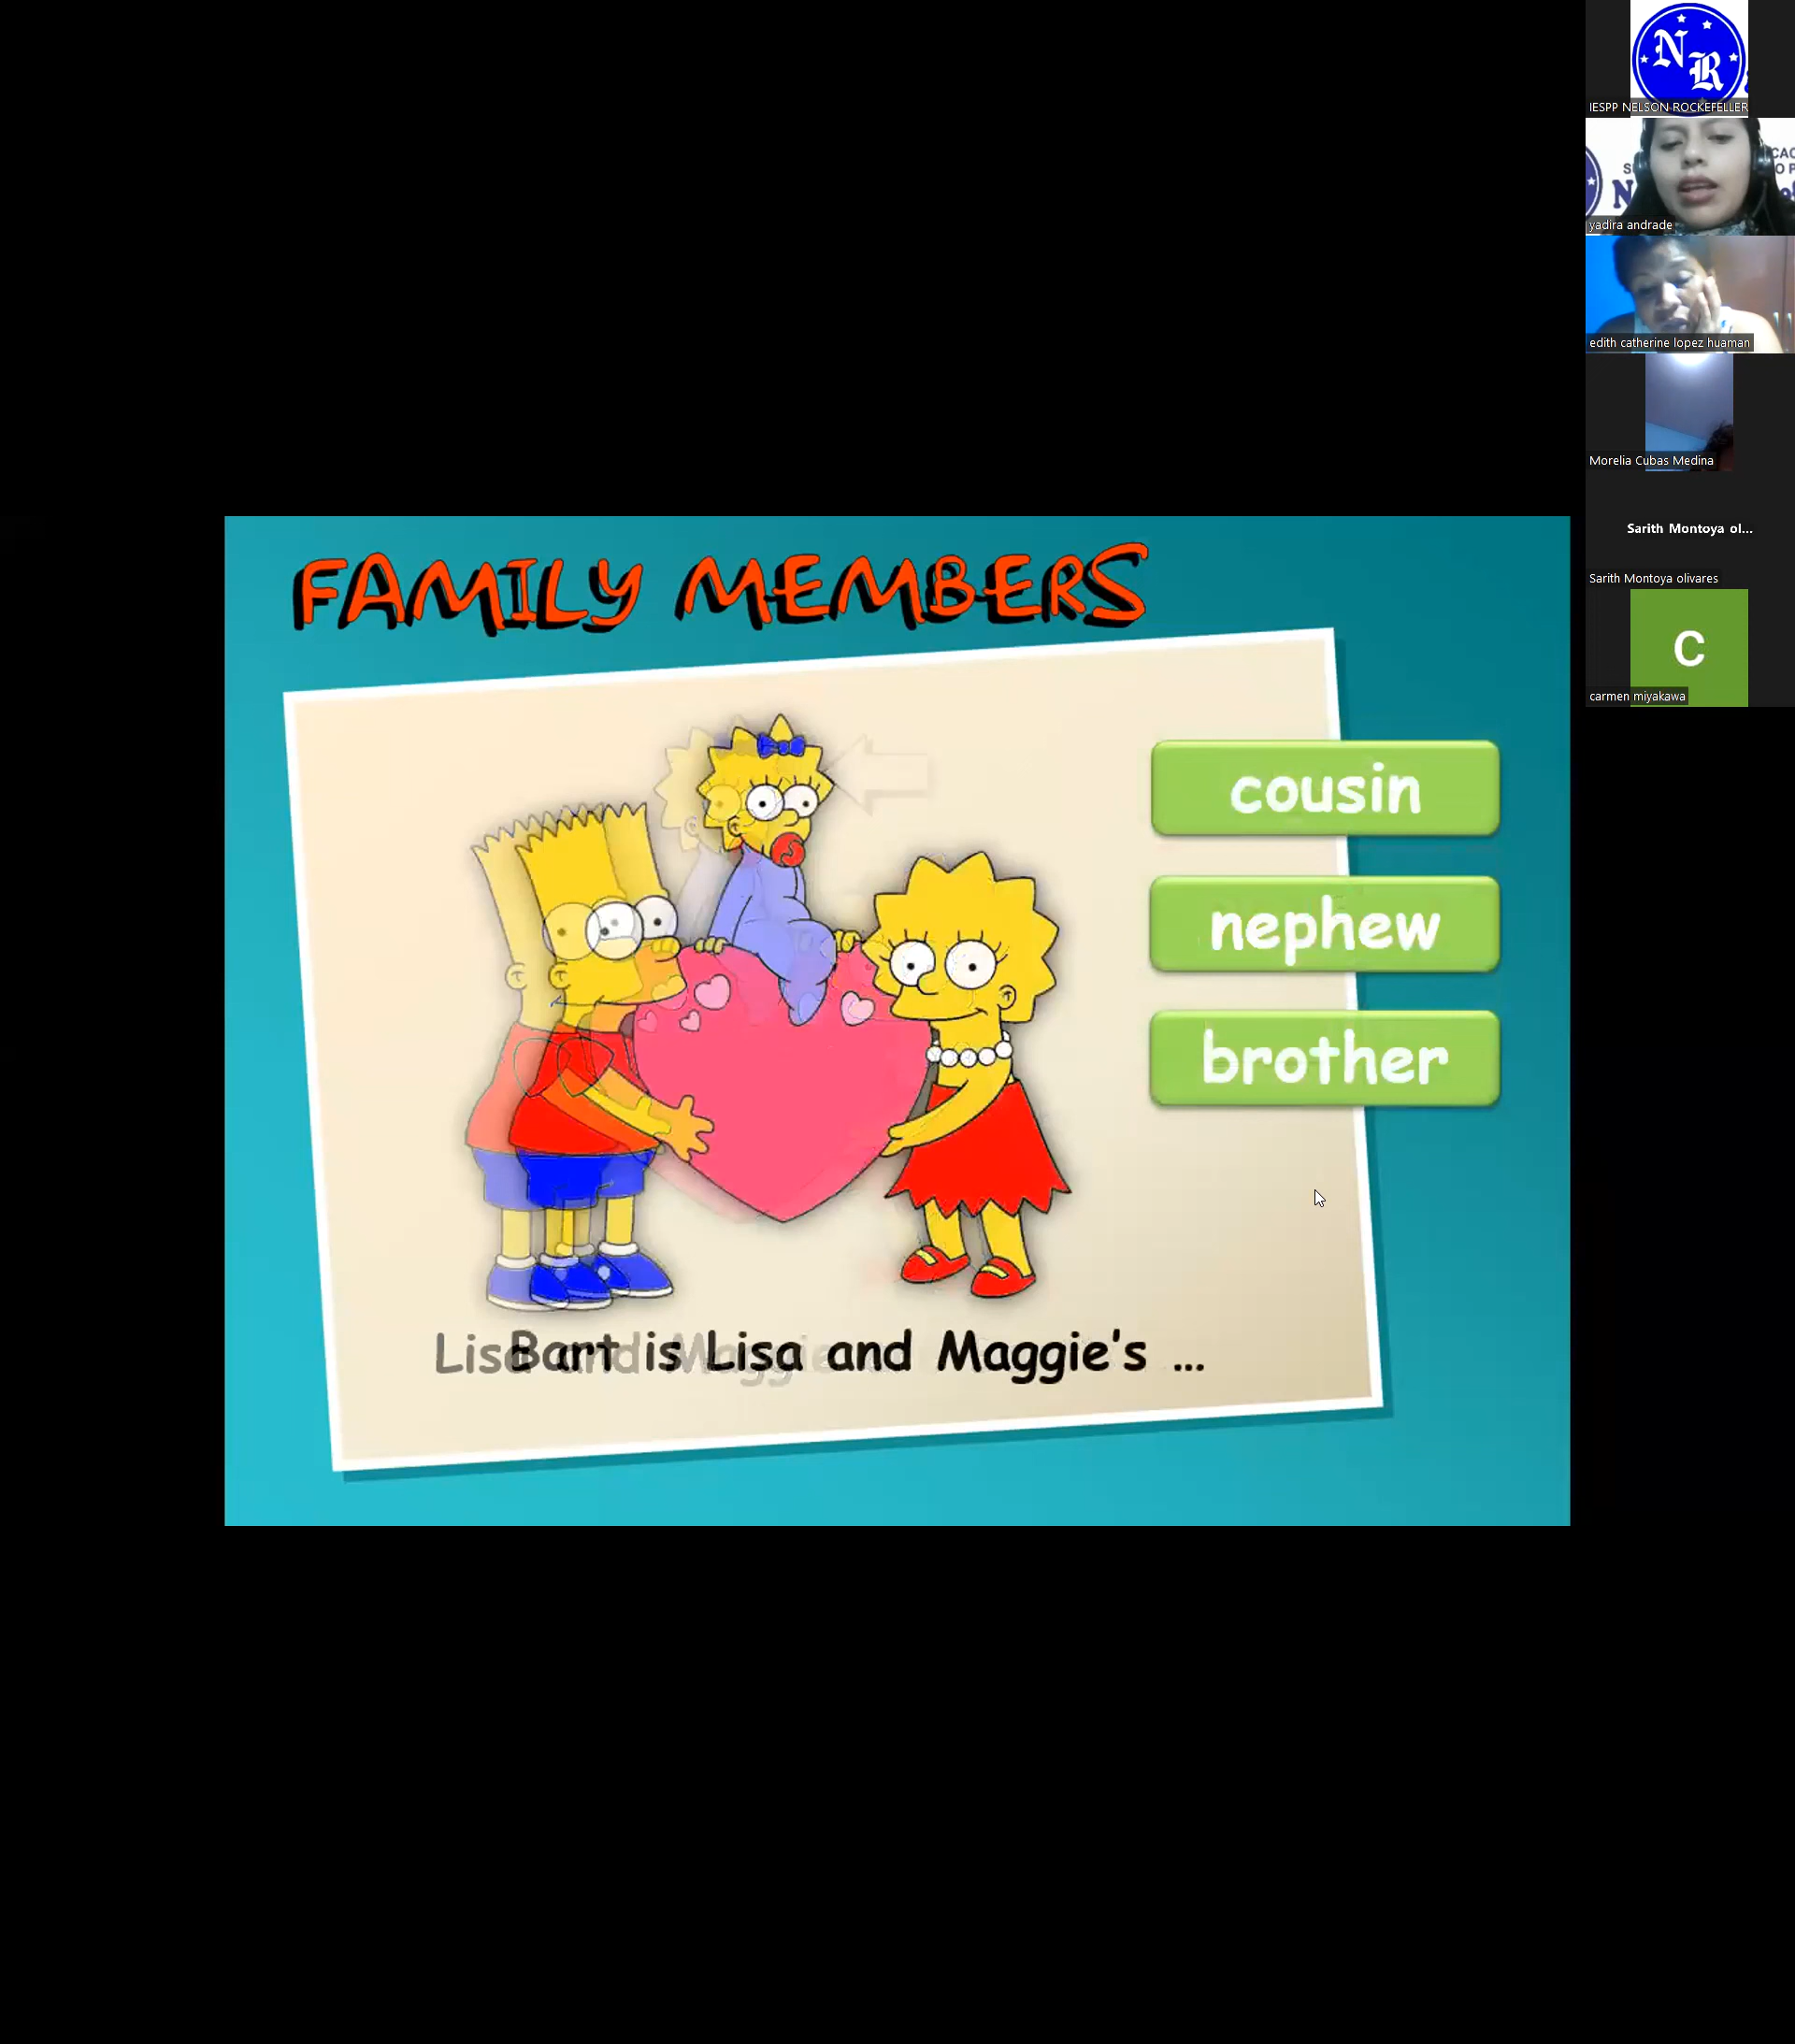 FAMILY MEMBERS
cousin
nephew
brother
Bart is Lisa and Maggie's ...
N R
IESPP NELSON ROCKEFELLER
yadira andrade
edith catherine lopez huaman
Morelia Cubas Medina
Sarith Montoya ol...
Sarith Montoya olivares
C
carmen miyakawa